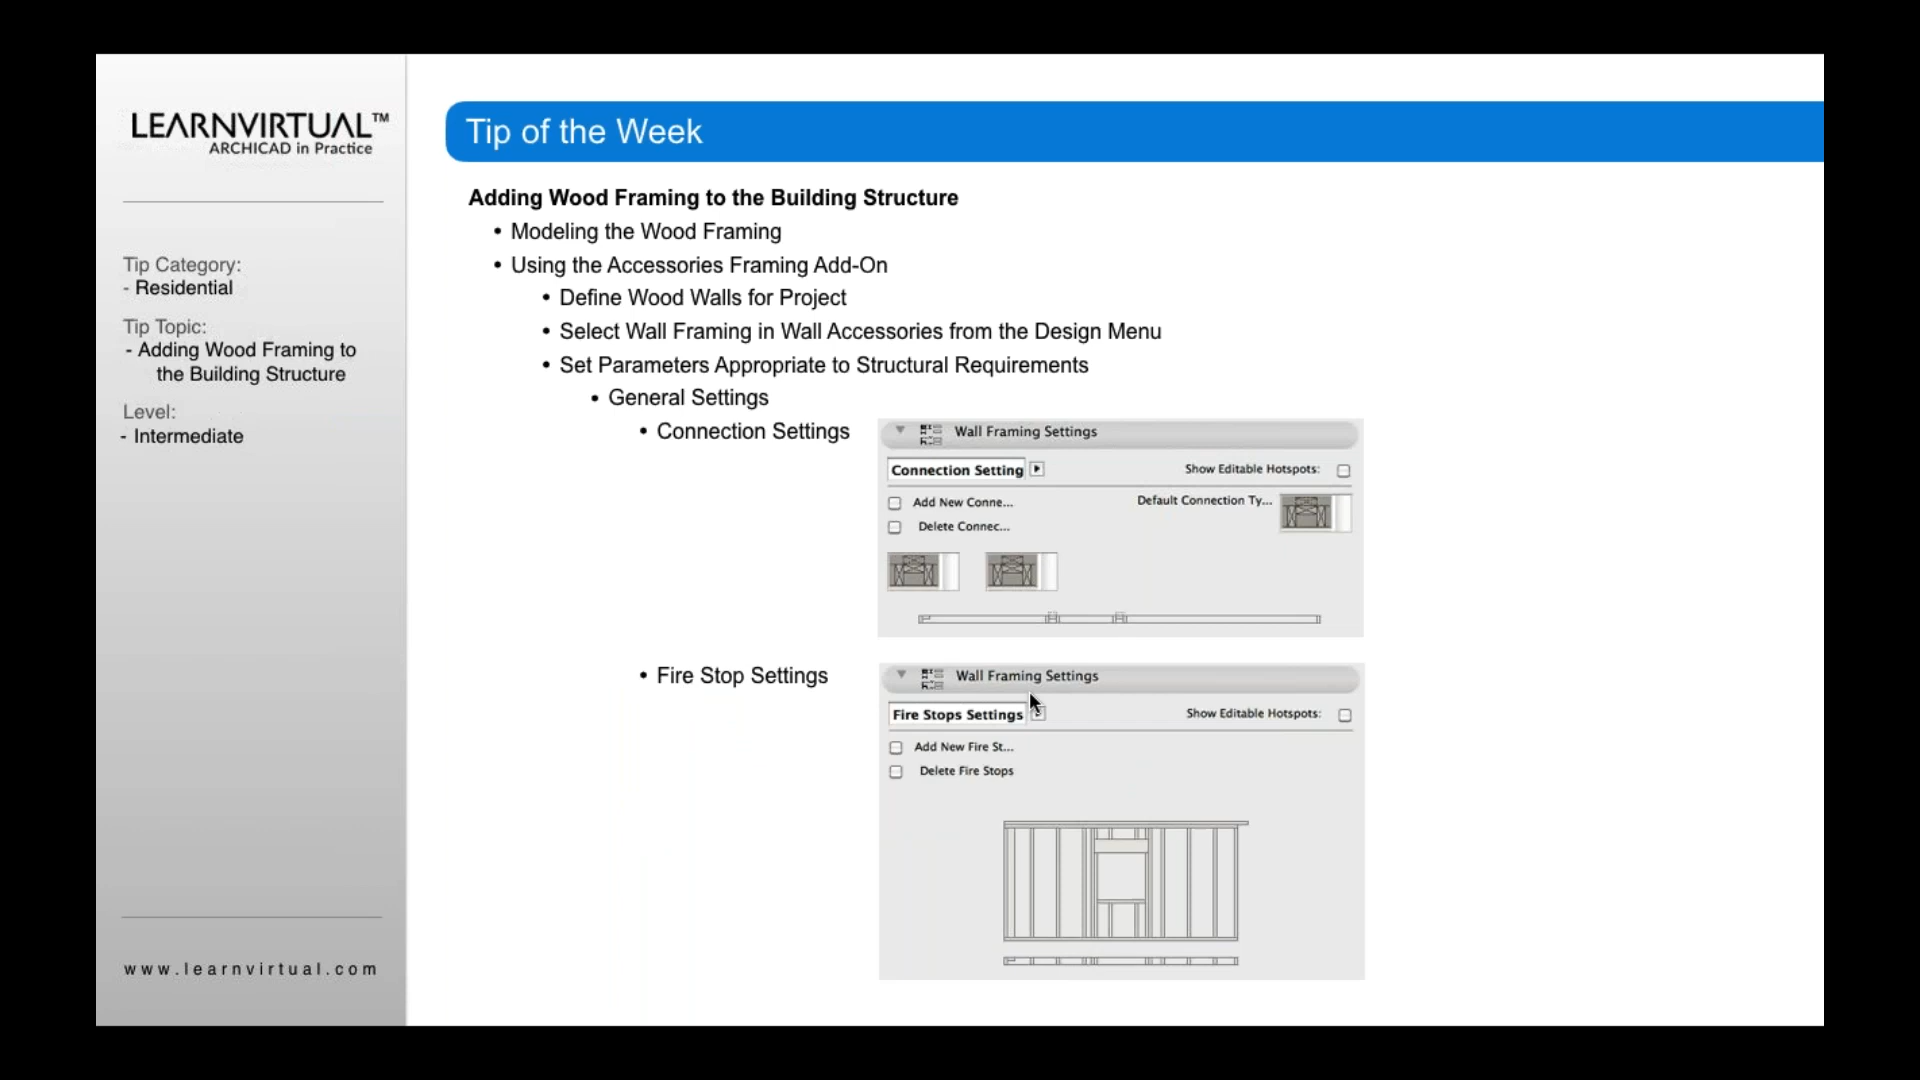 LEARNVIRTUAL™
ARCHICAD in Practice
Tip Category:
- Residential
Tip Topic:
- Adding Wood Framing to
the Building Structure
Level:
- Intermediate
www.learnvirtual.com
Tip of the Week
Adding Wood Framing to the Building Structure
• Modeling the Wood Framing
• Using the Accessories Framing Add-On
• Define Wood Walls for Project
• Select Wall Framing in Wall Accessories from the Design Menu
• Set Parameters Appropriate to Structural Requirements
• General Settings
• Connection Settings
Wall Framing Settings
Connection Setting
Show Editable Hotspots:
Add New Conne...
Default Connection Ty...
Delete Connec...
• Fire Stop Settings
Wall Framing Settings
Fire Stops Settings
Show Editable Hotspots:
Add New Fire St...
Delete Fire Stops